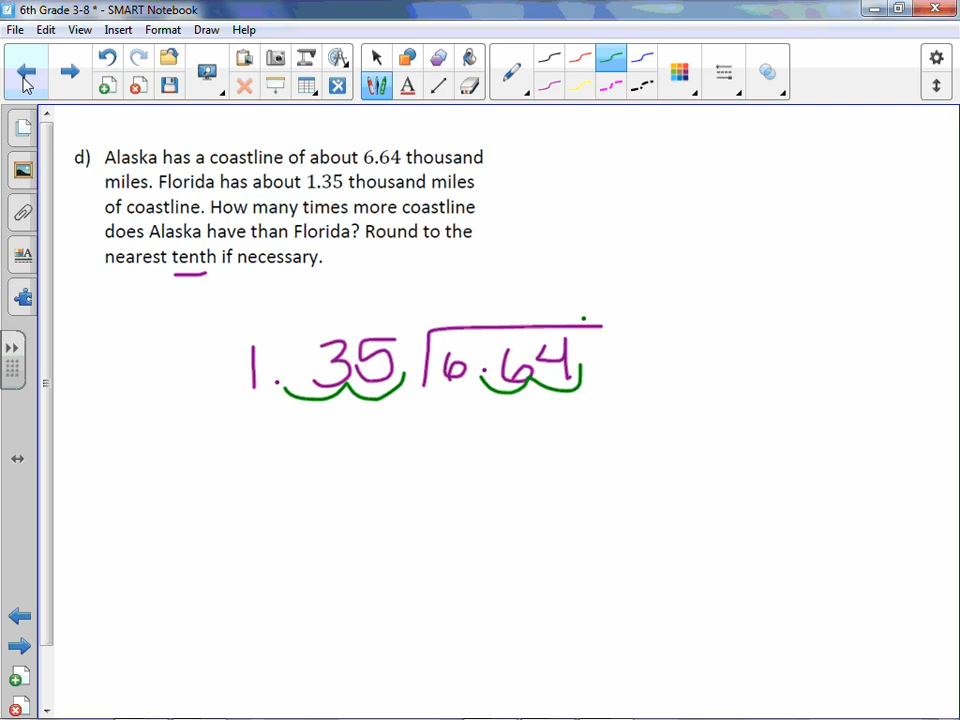 6th Grade 3-8 * - SMART Notebook
File Edit View Insert Format Draw Help
d) Alaska has a coastline of about 6.64 thousand
miles. Florida has about 1.35 thousand miles
of coastline. How many times more coastline
does Alaska have than Florida? Round to the
nearest tenth if necessary.
1.35 6.64